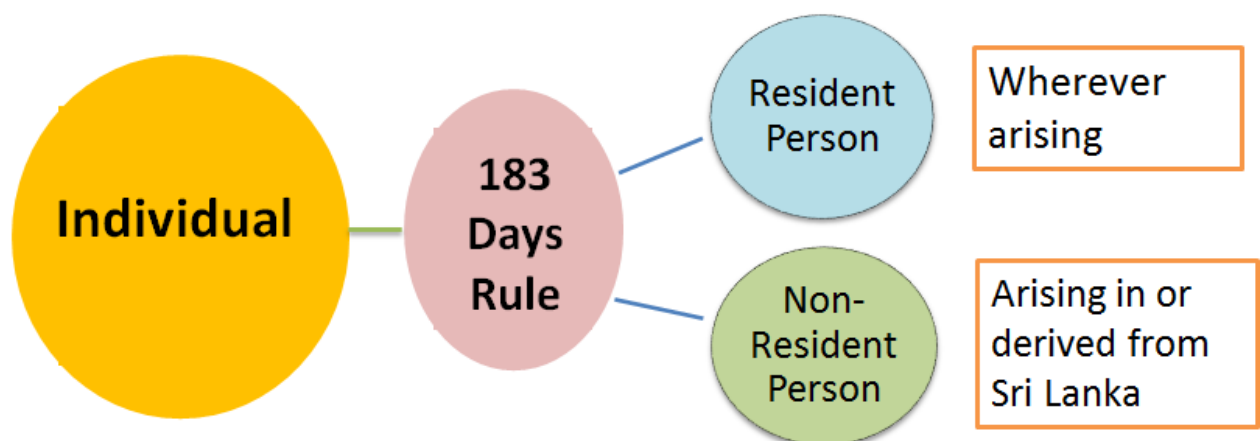 Individual
183
Days
Rule
Resident
Person
Wherever
arising
Non-
Resident
Person
Arising in or
derived from
Sri Lanka